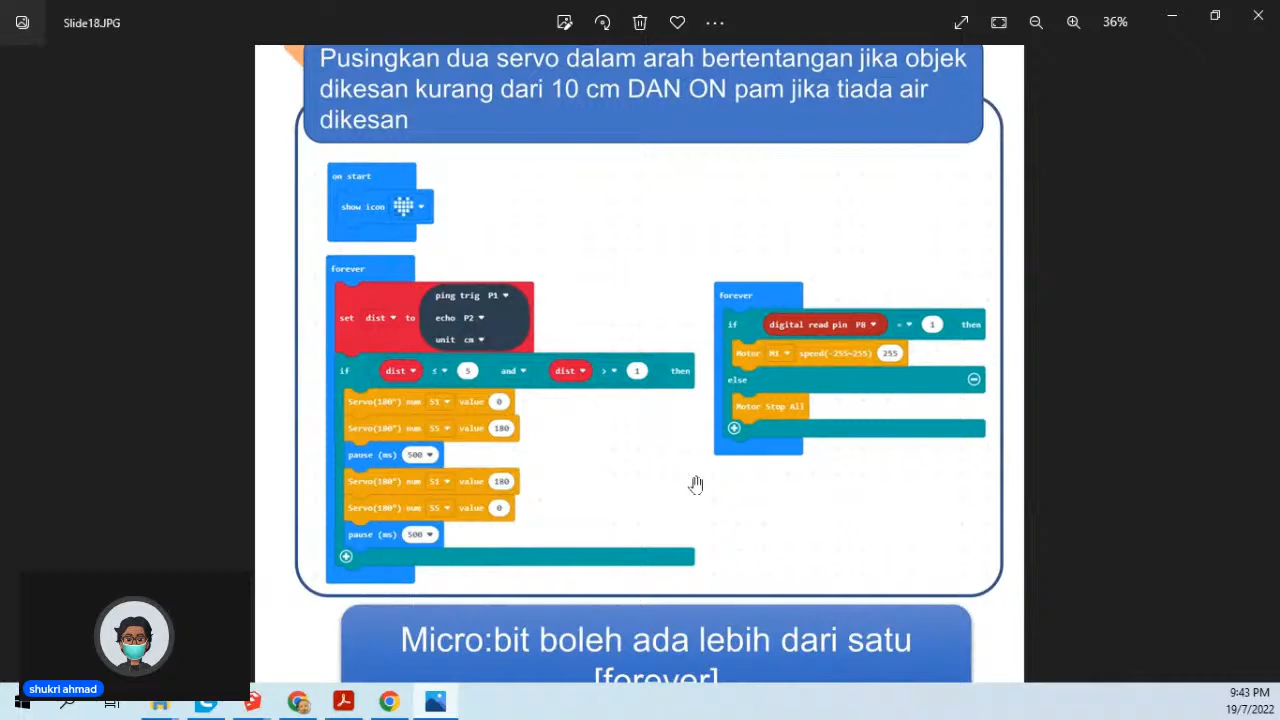 Slide18.JPG
36%
Pusingkan dua servo dalam arah bertentangan jika objek
dikesan kurang dari 10 cm DAN ON pam jika tiada air
dikesan
on start
show icon
forever
set dist to ping trig P1
echo P2
unit cm
if dist ≤ 5 and dist > 1 then
Servo(180°) num S1 value 0
Servo(180°) num S5 value 180
pause (ms) 500
Servo(180°) num S1 value 180
Servo(180°) num S5 value 0
pause (ms) 500
forever
if digital read pin P8 = 1 then
Motor M1 speed(-255~255) 255
else
Motor Stop All
Micro:bit boleh ada lebih dari satu
[forever]
shukri ahmad
9:43 PM
19/7/2022